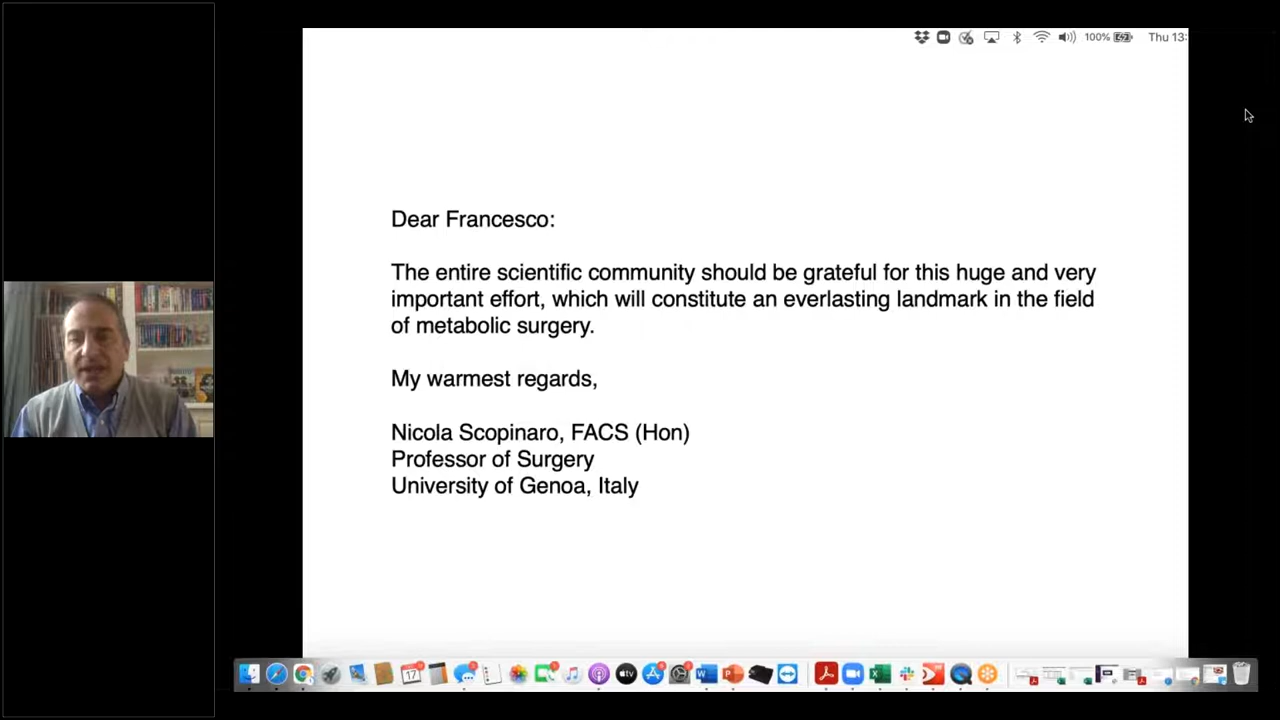 100%
Thu 13:
Dear Francesco:
The entire scientific community should be grateful for this huge and very
important effort, which will constitute an everlasting landmark in the field
of metabolic surgery.
My warmest regards,
Nicola Scopinaro, FACS (Hon)
Professor of Surgery
University of Genoa, Italy
17
tv